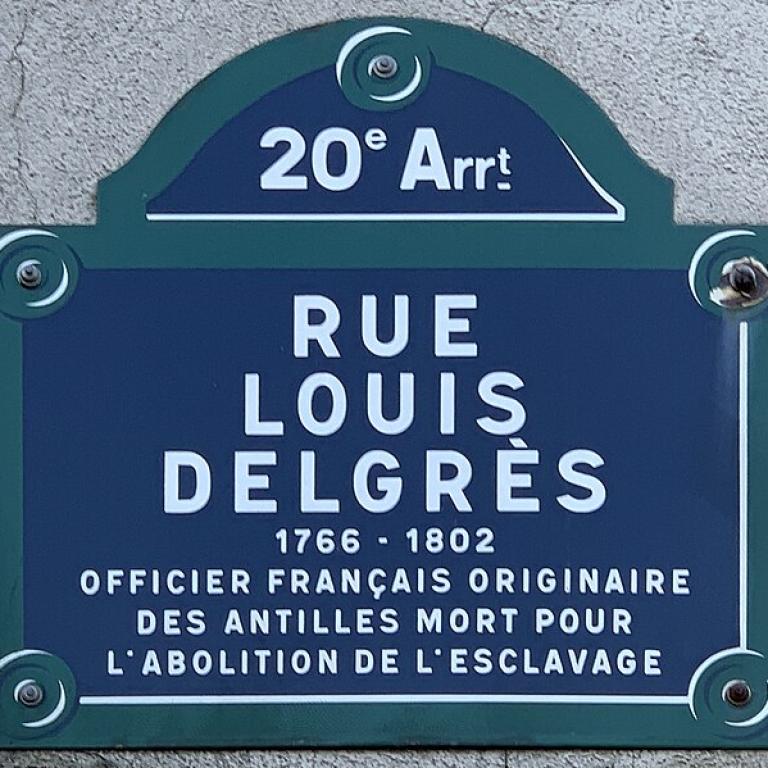 20e Arrt
RUE
LOUIS
DELGRÈS
1766 - 1802
OFFICIER FRANÇAIS ORIGINAIRE
DES ANTILLES MORT POUR
L'ABOLITION DE L'ESCLAVAGE